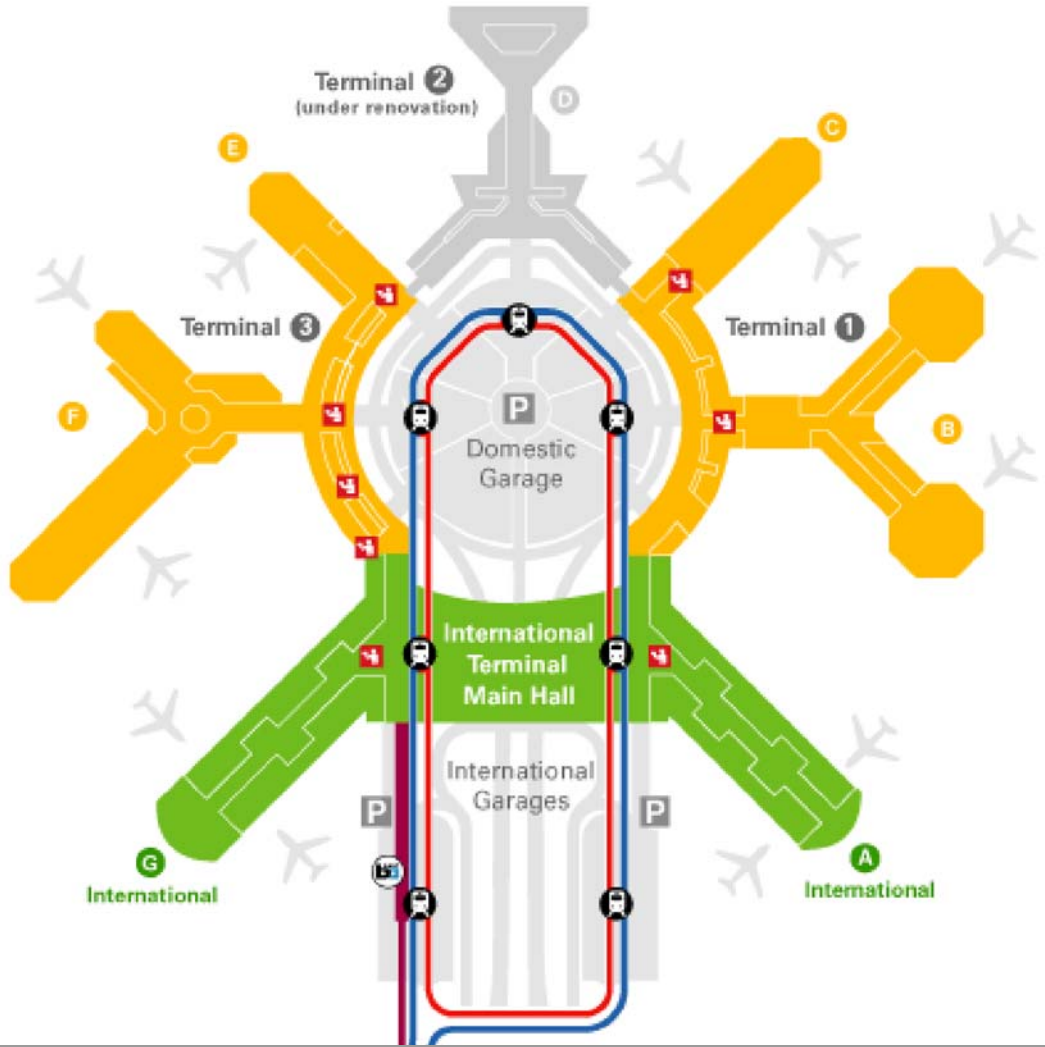 Terminal 2
(under renovation)
D
C
E
Terminal 3
Terminal 1
F
P
B
Domestic
Garage
International
Terminal
Main Hall
International
Garages
P
P
G
International
A
International